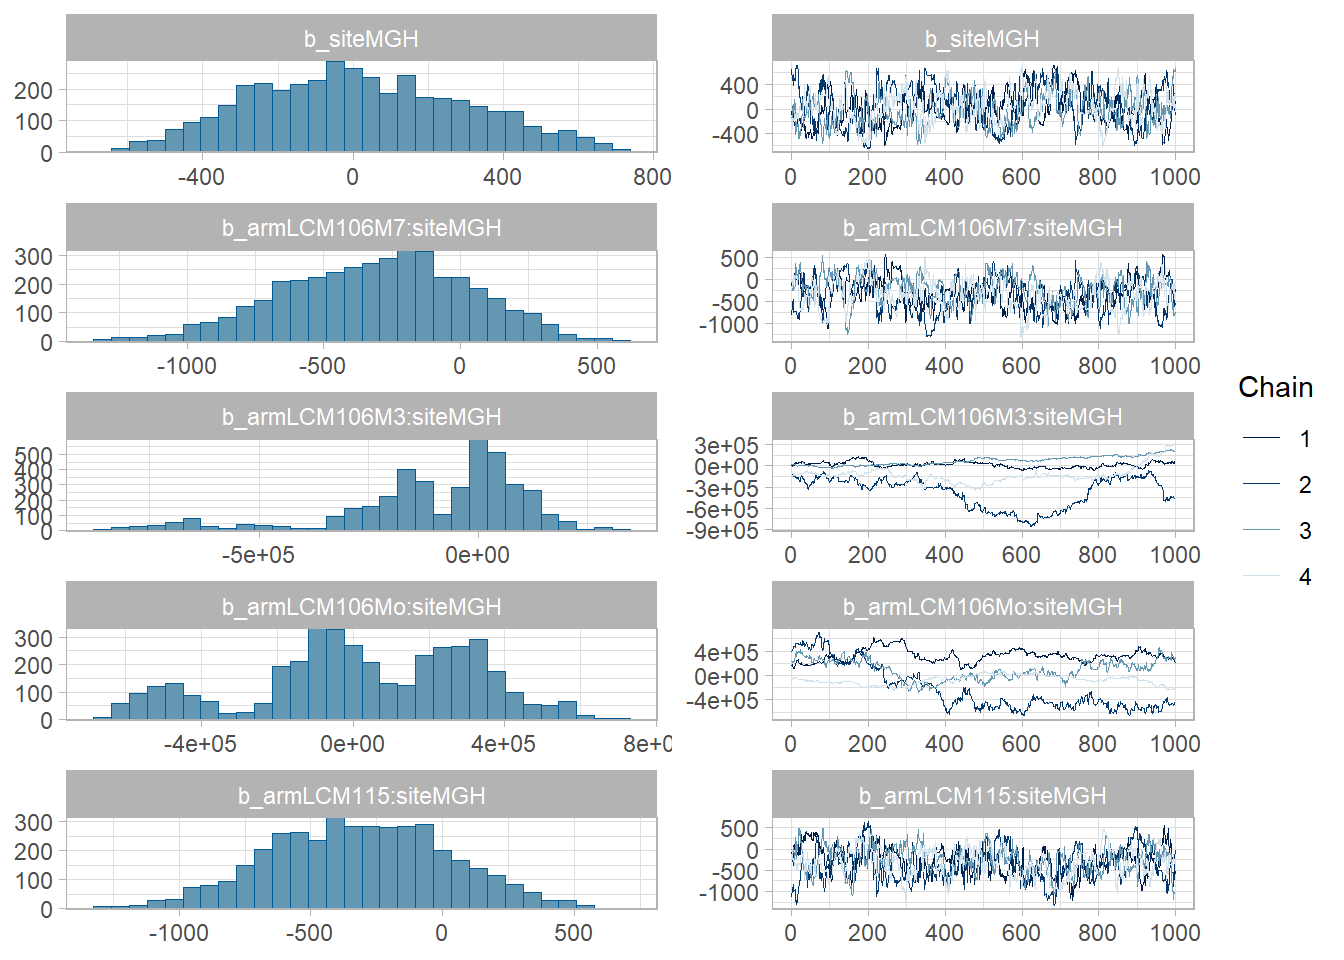 b_siteMGH
200
100
0
-400 0 400 800
b_siteMGH
400
0
-400
0 200 400 600 800 1000
b_armLCM106M7:siteMGH
300
200
100
0
-1000 -500 0 500
b_armLCM106M7:siteMGH
500
0
-500
-1000
0 200 400 600 800 1000
b_armLCM106M3:siteMGH
500
400
300
200
100
0
-5e+05 0e+00
b_armLCM106M3:siteMGH
3e+05
0e+00
-3e+05
-6e+05
-9e+05
0 200 400 600 800 1000
b_armLCM106Mo:siteMGH
300
200
100
0
-4e+05 0e+00 4e+05 8e+0
b_armLCM106Mo:siteMGH
4e+05
0e+00
-4e+05
0 200 400 600 800 1000
b_armLCM115:siteMGH
300
200
100
0
-1000 -500 0 500
b_armLCM115:siteMGH
500
0
-500
-1000
0 200 400 600 800 1000
Chain
1
2
3
4